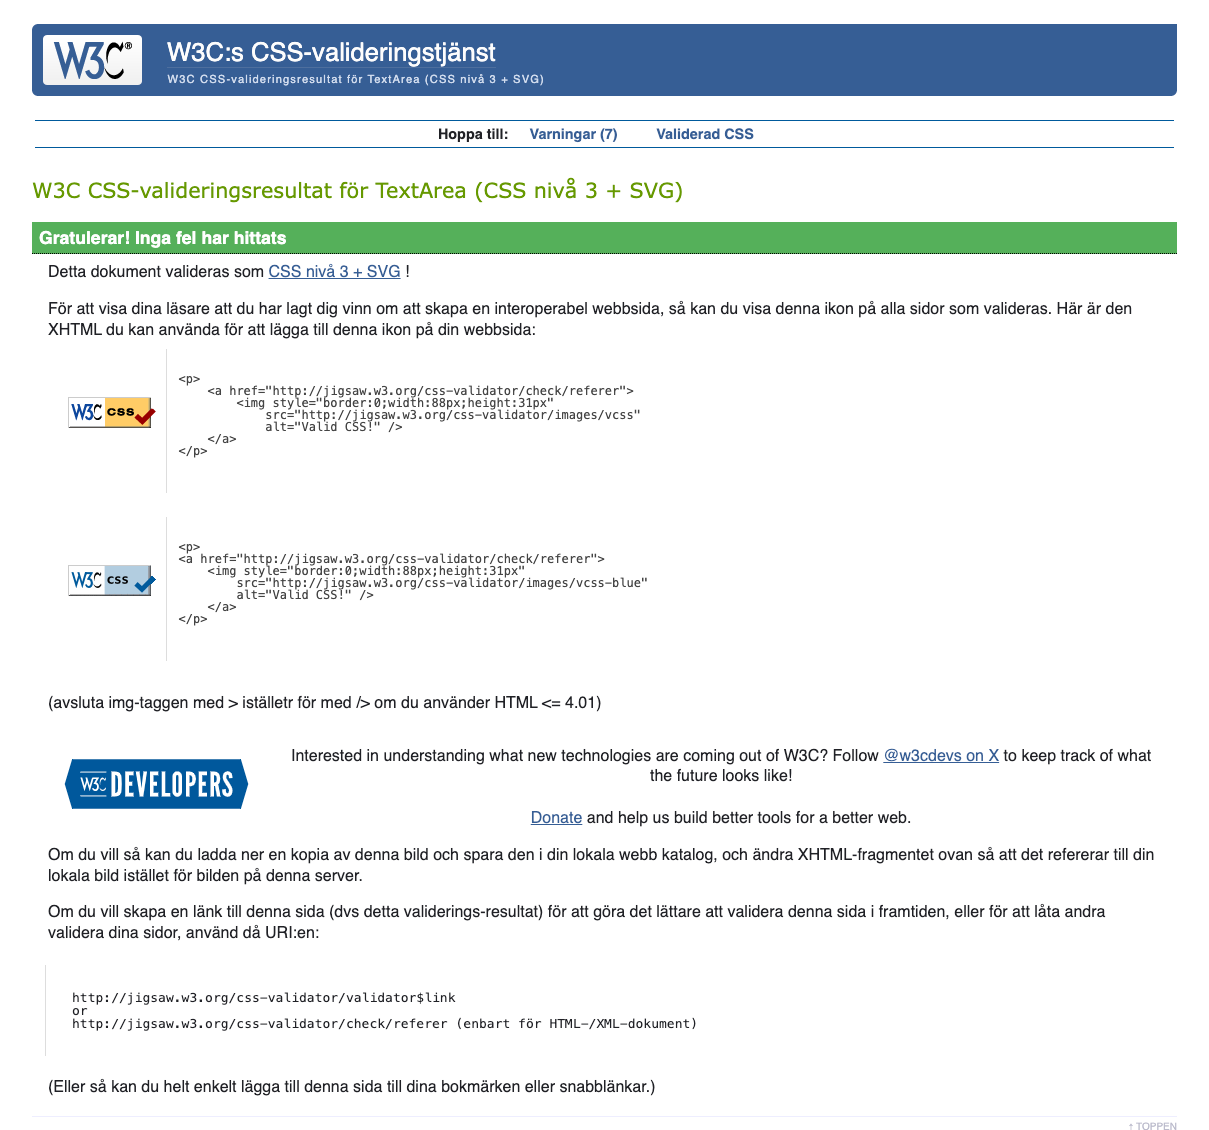 W3C®
W3C:s CSS-valideringstjänst
W3C CSS-valideringsresultat för TextArea (CSS nivå 3 + SVG)
Hoppa till: Varningar (7) Validerad CSS
W3C CSS-valideringsresultat för TextArea (CSS nivå 3 + SVG)
Gratulerar! Inga fel har hittats
Detta dokument valideras som CSS nivå 3 + SVG !
För att visa dina läsare att du har lagt dig vinn om att skapa en interoperabel webbsida, så kan du visa denna ikon på alla sidor som valideras. Här är den
XHTML du kan använda för att lägga till denna ikon på din webbsida:
W3C CSS
<p>
    <a href="http://jigsaw.w3.org/css-validator/check/referer">
        <img style="border:0;width:88px;height:31px"
            src="http://jigsaw.w3.org/css-validator/images/vcss"
            alt="Valid CSS!" />
    </a>
</p>
W3C CSS
<p>
<a href="http://jigsaw.w3.org/css-validator/check/referer">
    <img style="border:0;width:88px;height:31px"
        src="http://jigsaw.w3.org/css-validator/images/vcss-blue"
        alt="Valid CSS!" />
    </a>
</p>
(avsluta img-taggen med > iställetr för med /> om du använder HTML <= 4.01)
W3C DEVELOPERS
Interested in understanding what new technologies are coming out of W3C? Follow @w3cdevs on X to keep track of what
the future looks like!
Donate and help us build better tools for a better web.
Om du vill så kan du ladda ner en kopia av denna bild och spara den i din lokala webb katalog, och ändra XHTML-fragmentet ovan så att det refererar till din
lokala bild istället för bilden på denna server.
Om du vill skapa en länk till denna sida (dvs detta validerings-resultat) för att göra det lättare att validera denna sida i framtiden, eller för att låta andra
validera dina sidor, använd då URI:en:
http://jigsaw.w3.org/css-validator/validator$link
or
http://jigsaw.w3.org/css-validator/check/referer (enbart för HTML-/XML-dokument)
(Eller så kan du helt enkelt lägga till denna sida till dina bokmärken eller snabblänkar.)
↑ TOPPEN